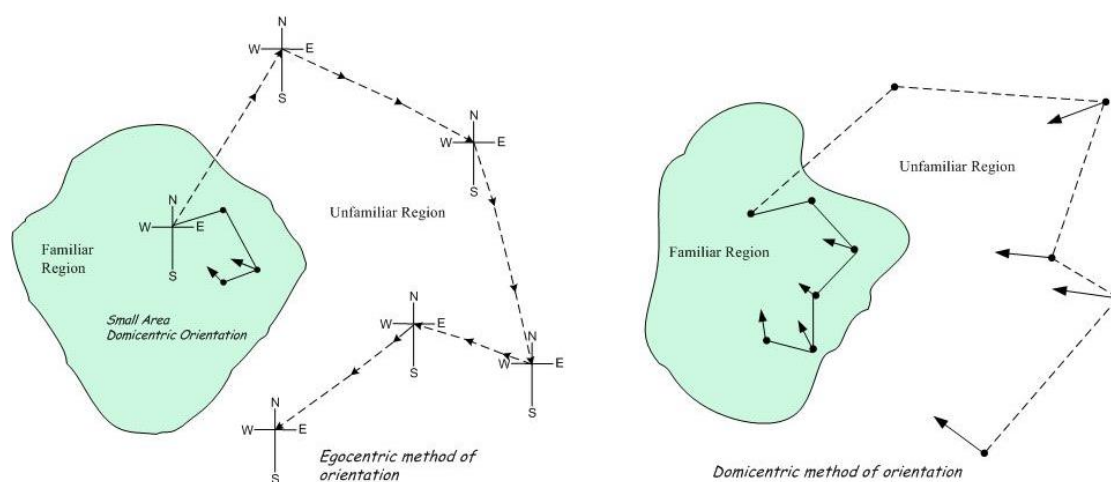 N
W E
S
N
W E
S
N
W E
S
Familiar
Region
Unfamiliar Region
Small Area
Domicentric Orientation
N
W E
S
N
W E
S
N
W E
S
Egocentric method of
orientation
Unfamiliar Region
Familiar Region
Domicentric method of orientation